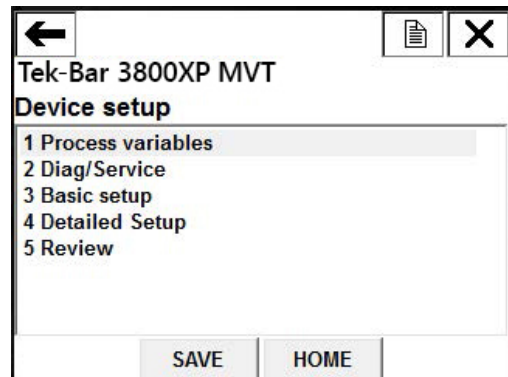 Tek-Bar 3800XP MVT
Device setup
1 Process variables
2 Diag/Service
3 Basic setup
4 Detailed Setup
5 Review
SAVE
HOME